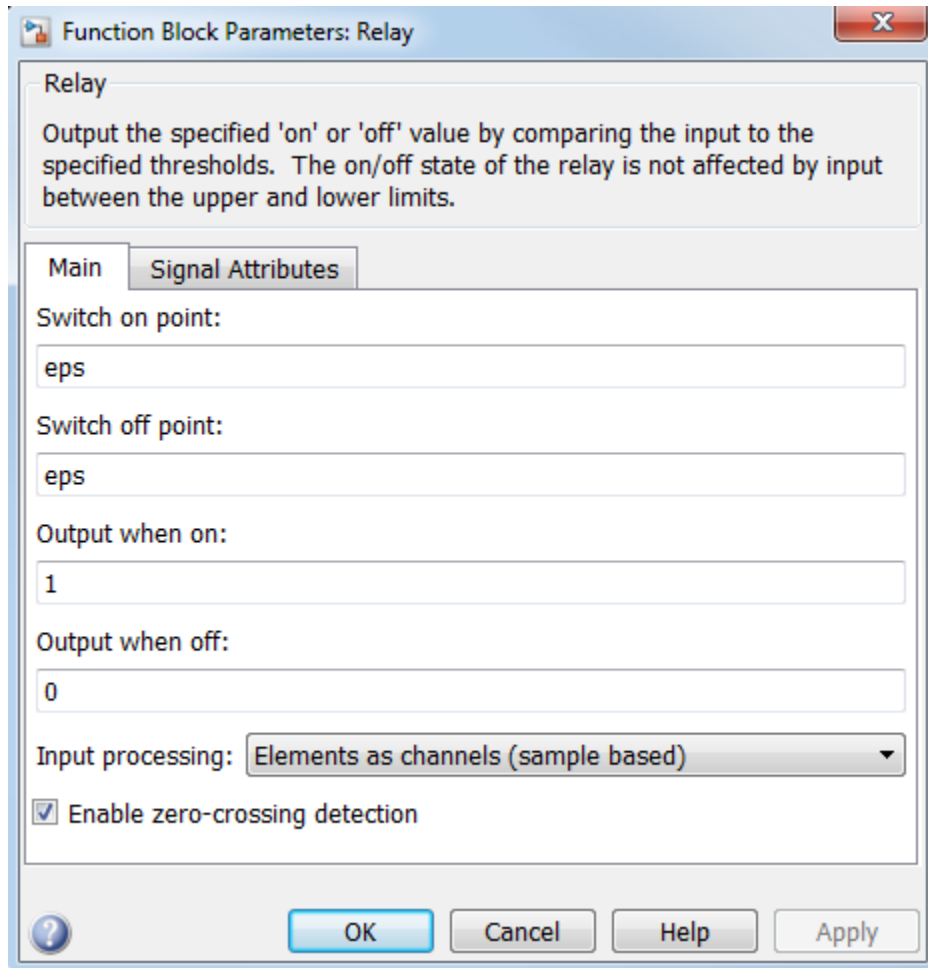 Function Block Parameters: Relay
Relay
Output the specified 'on' or 'off' value by comparing the input to the
specified thresholds.  The on/off state of the relay is not affected by input
between the upper and lower limits.
Main
Signal Attributes
Switch on point:
eps
Switch off point:
eps
Output when on:
1
Output when off:
0
Input processing: Elements as channels (sample based)
Enable zero-crossing detection
OK
Cancel
Help
Apply